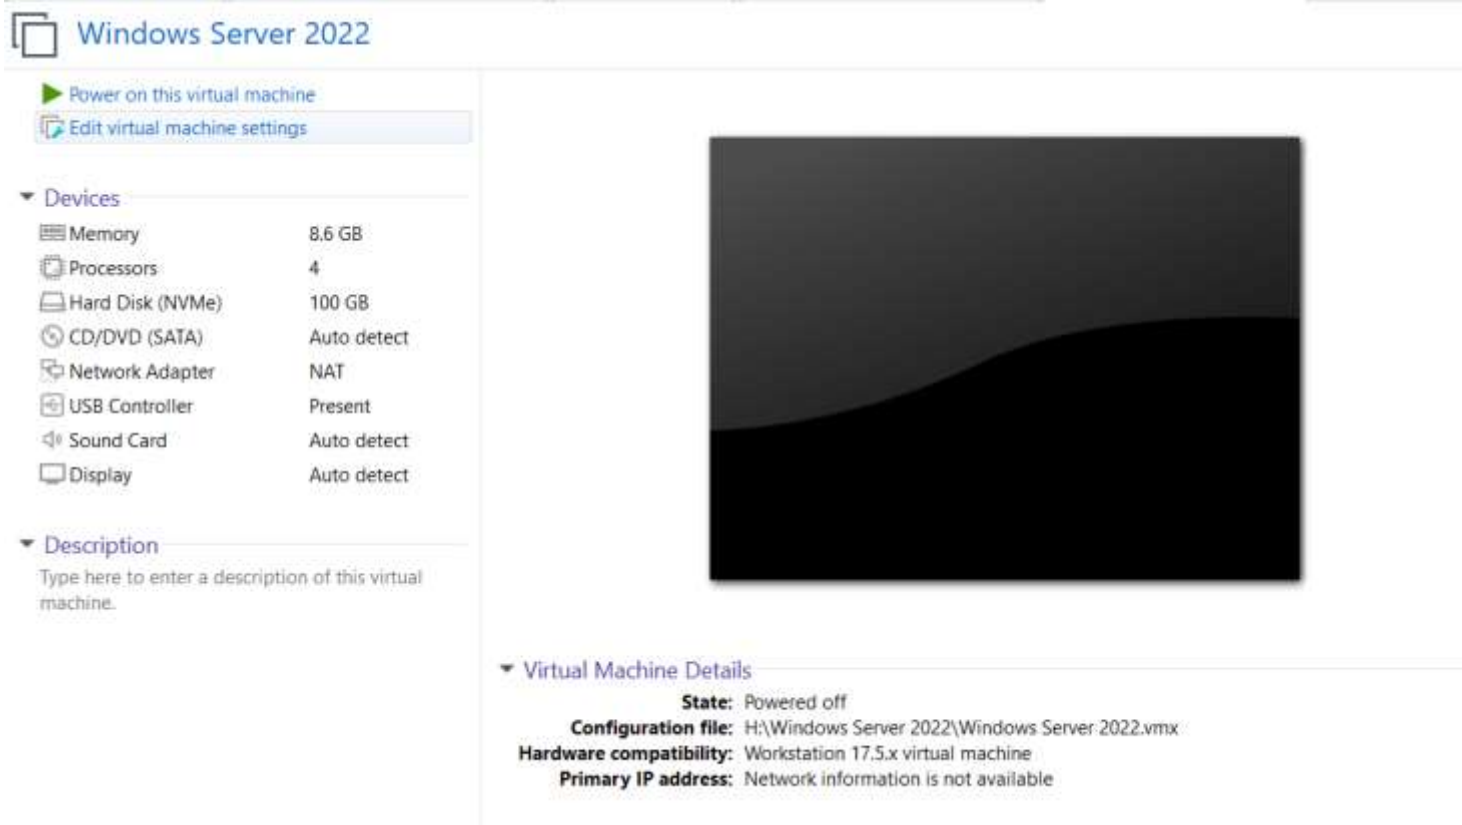 Windows Server 2022
Power on this virtual machine
Edit virtual machine settings
Devices
Memory 8.6 GB
Processors 4
Hard Disk (NVMe) 100 GB
CD/DVD (SATA) Auto detect
Network Adapter NAT
USB Controller Present
Sound Card Auto detect
Display Auto detect
Description
Type here to enter a description of this virtual
machine.
Virtual Machine Details
State: Powered off
Configuration file: H:\Windows Server 2022\Windows Server 2022.vmx
Hardware compatibility: Workstation 17.5.x virtual machine
Primary IP address: Network information is not available